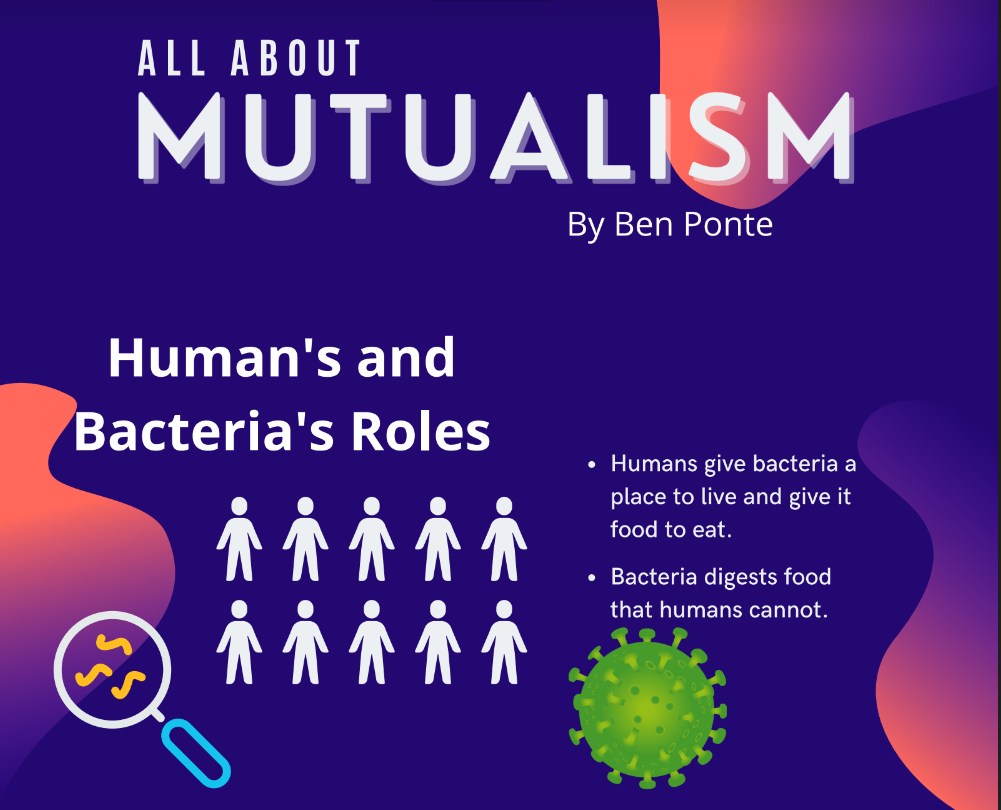 ALL ABOUT
MUTUALISM
By Ben Ponte
Human's and
Bacteria's Roles
• Humans give bacteria a
place to live and give it
food to eat.
• Bacteria digests food
that humans cannot.